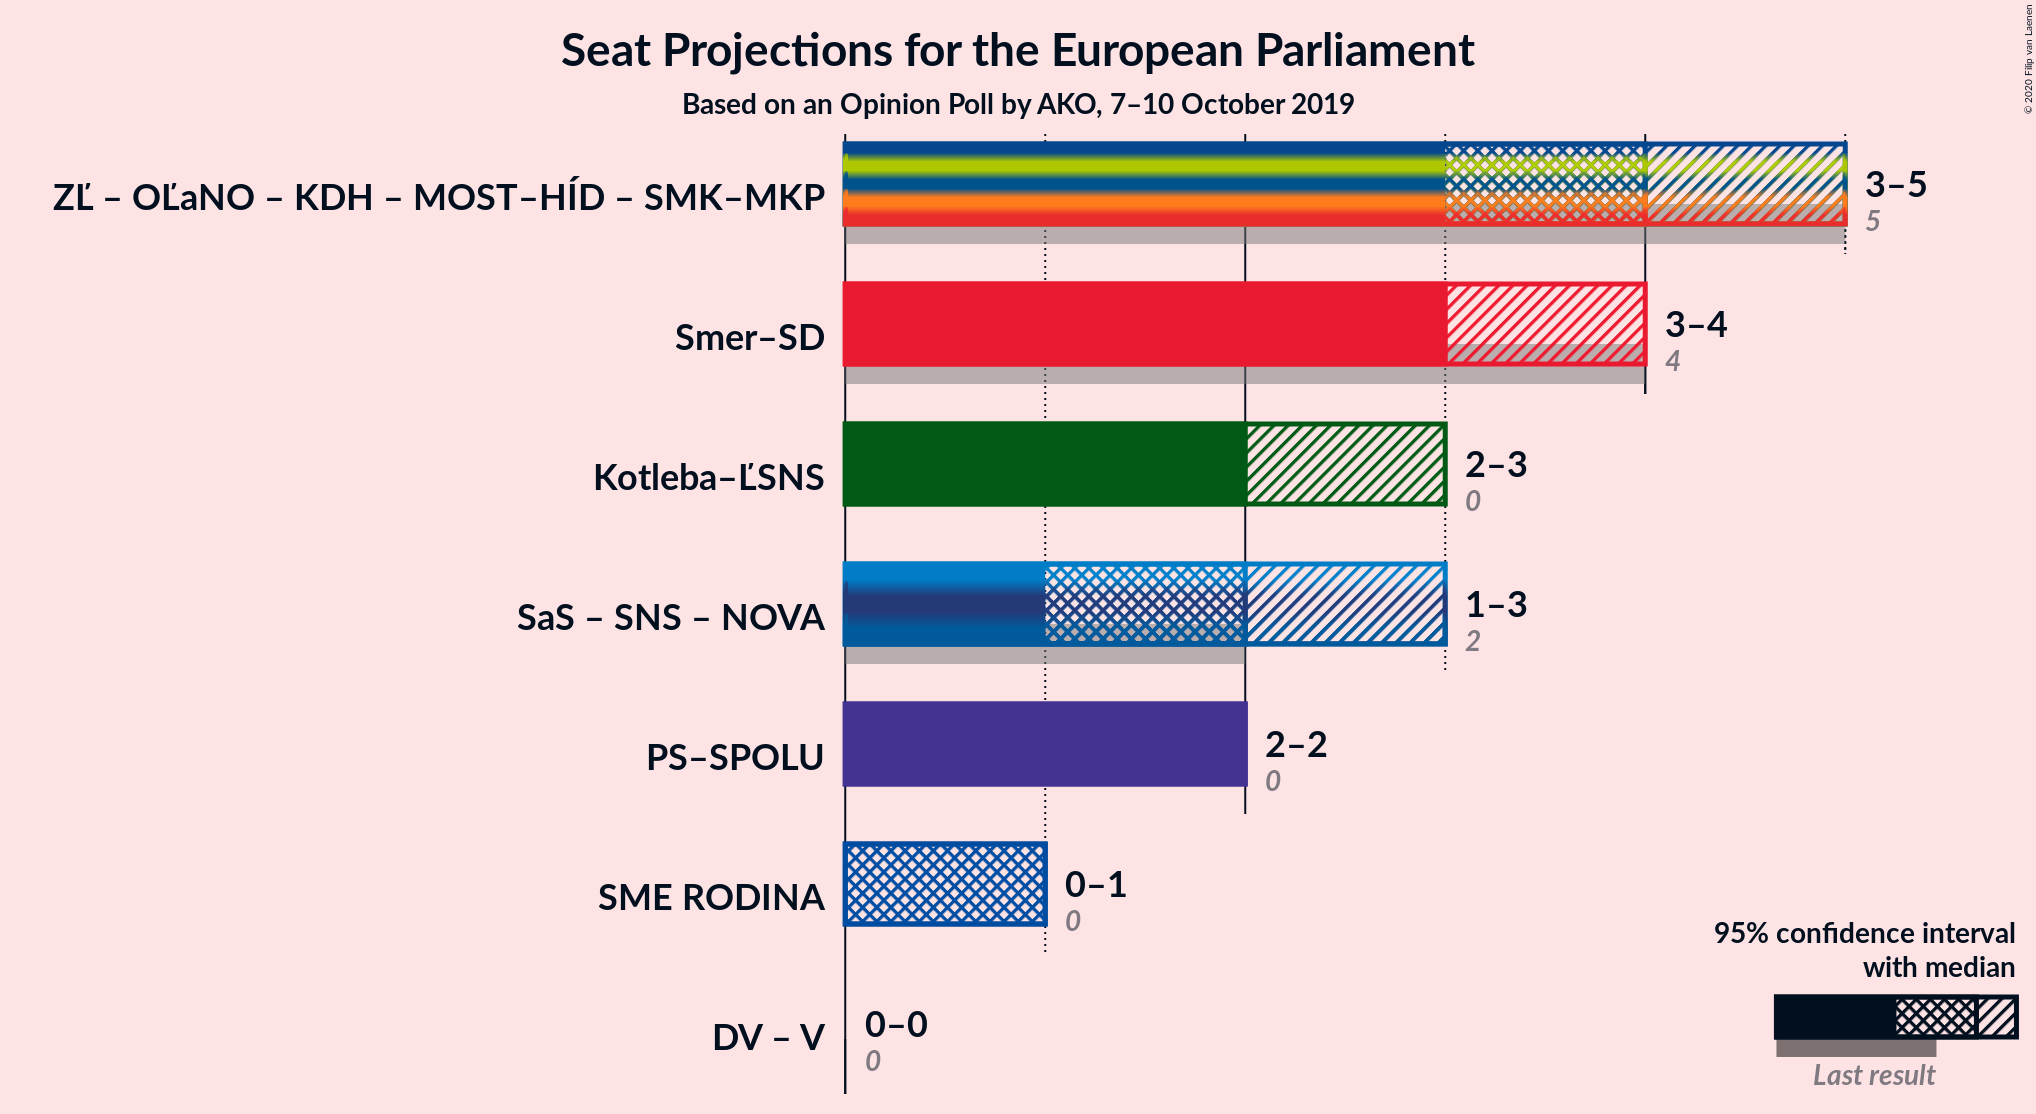 Seat Projections for the European Parliament
Based on an Opinion Poll by AKO, 7–10 October 2019
© 2020 Filip van Laenen
ZĽ – OĽaNO – KDH – MOST–HÍD – SMK–MKP
3–5
5
Smer–SD
3–4
4
Kotleba–ĽSNS
2–3
0
SaS – SNS – NOVA
1–3
2
PS–SPOLU
2–2
0
SME RODINA
0–1
0
DV – V
0–0
0
95% confidence interval
with median
Last result